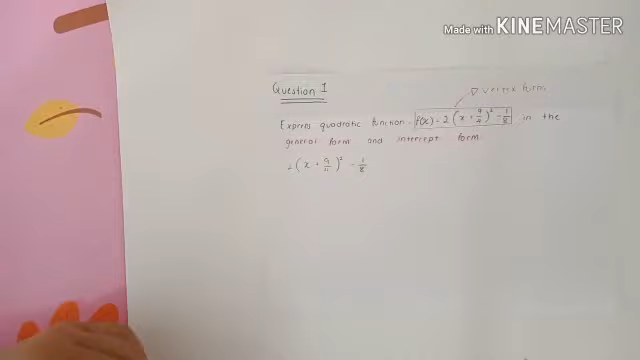 Made with KINEMASTER
Question 1
vertex form
Express quadratic function f(x) = 2(x + 9/4)² - 1/8 in the
general form and intercept form
2(x + 9/4)² - 1/8